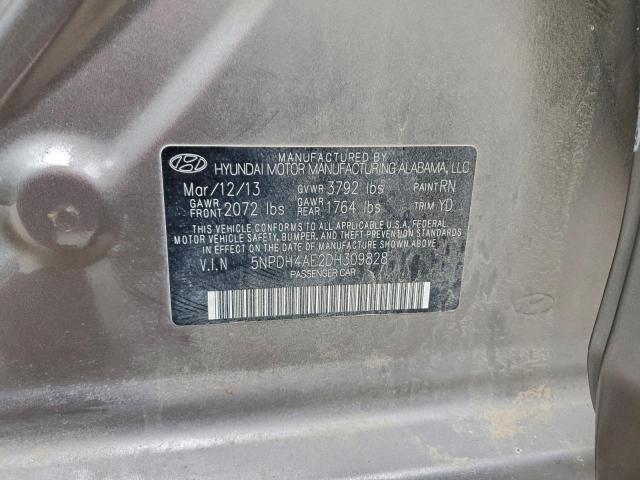 MANUFACTURED BY
HYUNDAI MOTOR MANUFACTURING ALABAMA, LLC
Mar/12/13 GVWR 3792 lbs PAINT RN
GAWR FRONT 2072 lbs GAWR REAR 1764 lbs TRIM YD
THIS VEHICLE CONFORMS TO ALL APPLICABLE U.S.A. FEDERAL
MOTOR VEHICLE SAFETY, BUMPER, AND THEFT PREVENTION STANDARDS
IN EFFECT ON THE DATE OF MANUFACTURE SHOWN ABOVE.
V.I.N 5NPDH4AE2DH309828
PASSENGER CAR